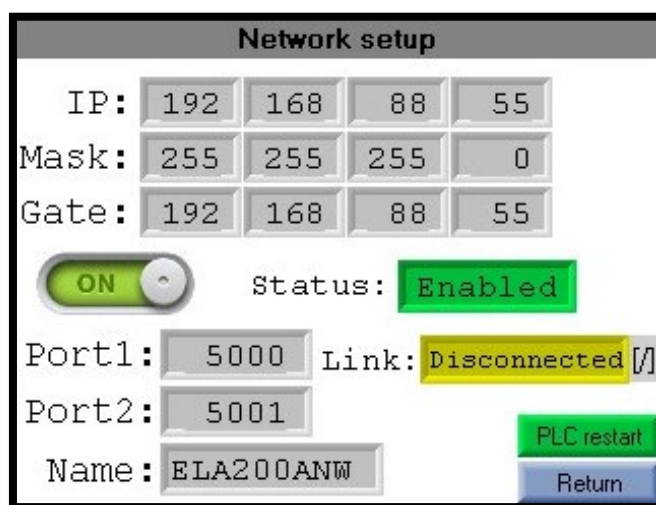 Network setup
IP: 192 168 88 55
Mask: 255 255 255 0
Gate: 192 168 88 55
ON Status: Enabled
Port1: 5000 Link: Disconnected [/]
Port2: 5001
PLC restart
Name: ELA200ANW
Return